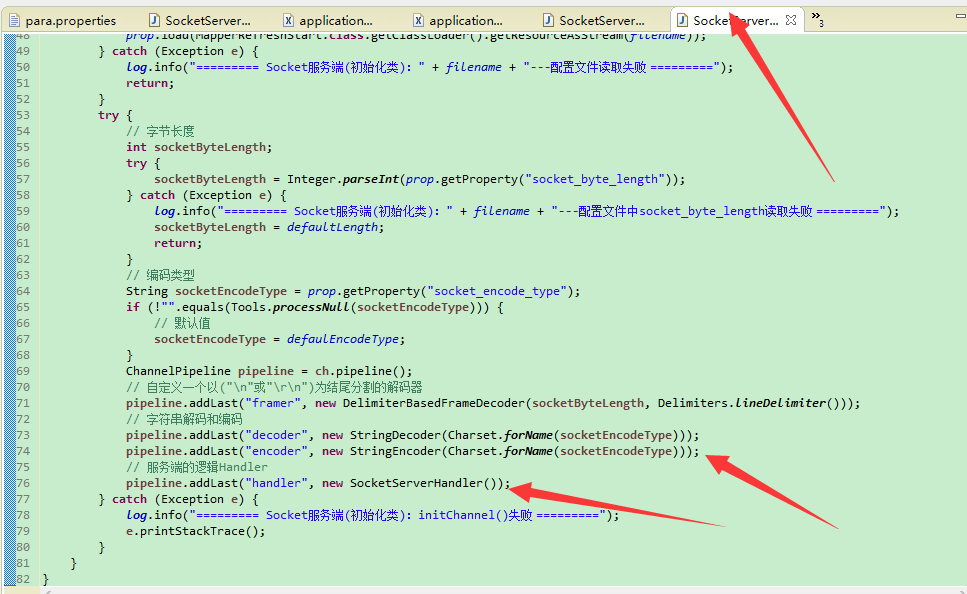 para.properties SocketServer... application... application... SocketServer... SocketServer... »3
48 prop.load(MapperRefreshStart.class.getClassLoader().getResourceAsStream(filename));
49 } catch (Exception e) {
50 log.info("========= Socket服务端(初始化类): " + filename + "---配置文件读取失败 =========");
51 return;
52 }
53 try {
54 // 字节长度
55 int socketByteLength;
56 try {
57 socketByteLength = Integer.parseInt(prop.getProperty("socket_byte_length"));
58 } catch (Exception e) {
59 log.info("========= Socket服务端(初始化类): " + filename + "---配置文件中socket_byte_length读取失败 =========");
60 socketByteLength = defaultLength;
61 return;
62 }
63 // 编码类型
64 String socketEncodeType = prop.getProperty("socket_encode_type");
65 if (!"".equals(Tools.processNull(socketEncodeType))) {
66 // 默认值
67 socketEncodeType = defaulEncodeType;
68 }
69 ChannelPipeline pipeline = ch.pipeline();
70 // 自定义一个以("\n"或"\r\n")为结尾分割的解码器
71 pipeline.addLast("framer", new DelimiterBasedFrameDecoder(socketByteLength, Delimiters.lineDelimiter()));
72 // 字符串解码和编码
73 pipeline.addLast("decoder", new StringDecoder(Charset.forName(socketEncodeType)));
74 pipeline.addLast("encoder", new StringEncoder(Charset.forName(socketEncodeType)));
75 // 服务端的逻辑Handler
76 pipeline.addLast("handler", new SocketServerHandler());
77 } catch (Exception e) {
78 log.info("========= Socket服务端(初始化类): initChannel()失败 =========");
79 e.printStackTrace();
80 }
81 }
82 }